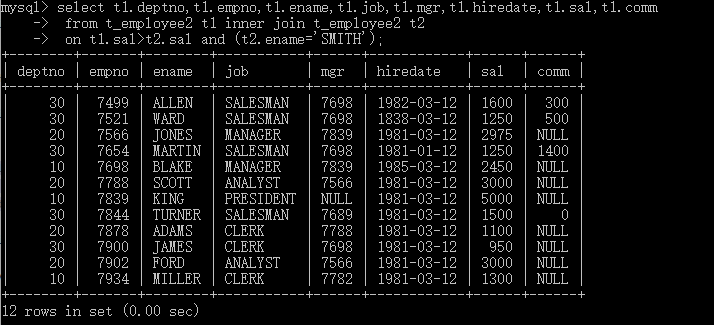 mysql> select t1.deptno,t1.empno,t1.ename,t1.job,t1.mgr,t1.hiredate,t1.sal,t1.comm
    -> from t_employee2 t1 inner join t_employee2 t2
    -> on t1.sal>t2.sal and (t2.ename='SMITH');
+--------+-------+--------+-----------+------+------------+------+------+
| deptno | empno | ename  | job       | mgr  | hiredate   | sal  | comm |
+--------+-------+--------+-----------+------+------------+------+------+
|     30 |  7499 | ALLEN  | SALESMAN  | 7698 | 1982-03-12 | 1600 |  300 |
|     30 |  7521 | WARD   | SALESMAN  | 7698 | 1838-03-12 | 1250 |  500 |
|     20 |  7566 | JONES  | MANAGER   | 7839 | 1981-03-12 | 2975 | NULL |
|     30 |  7654 | MARTIN | SALESMAN  | 7698 | 1981-01-12 | 1250 | 1400 |
|     10 |  7698 | BLAKE  | MANAGER   | 7839 | 1985-03-12 | 2450 | NULL |
|     20 |  7788 | SCOTT  | ANALYST   | 7566 | 1981-03-12 | 3000 | NULL |
|     10 |  7839 | KING   | PRESIDENT | NULL | 1981-03-12 | 5000 | NULL |
|     30 |  7844 | TURNER | SALESMAN  | 7689 | 1981-03-12 | 1500 |    0 |
|     20 |  7878 | ADAMS  | CLERK     | 7788 | 1981-03-12 | 1100 | NULL |
|     30 |  7900 | JAMES  | CLERK     | 7698 | 1981-03-12 |  950 | NULL |
|     20 |  7902 | FORD   | ANALYST   | 7566 | 1981-03-12 | 3000 | NULL |
|     10 |  7934 | MILLER | CLERK     | 7782 | 1981-03-12 | 1300 | NULL |
+--------+-------+--------+-----------+------+------------+------+------+
12 rows in set (0.00 sec)